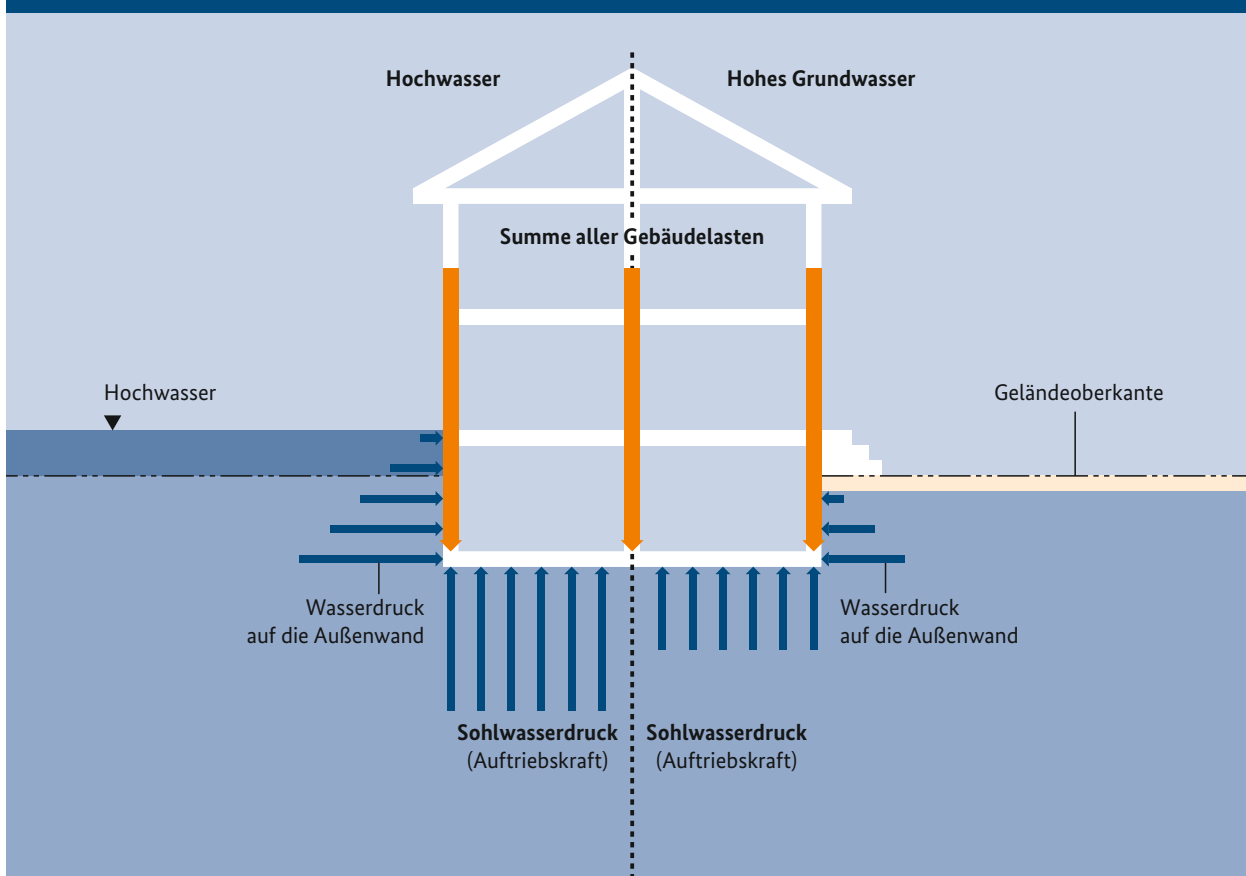 Hochwasser
Hohes Grundwasser
Summe aller Gebäudelasten
Hochwasser
Geländeoberkante
Wasserdruck
auf die Außenwand
Wasserdruck
auf die Außenwand
Sohlwasserdruck
(Auftriebskraft)
Sohlwasserdruck
(Auftriebskraft)